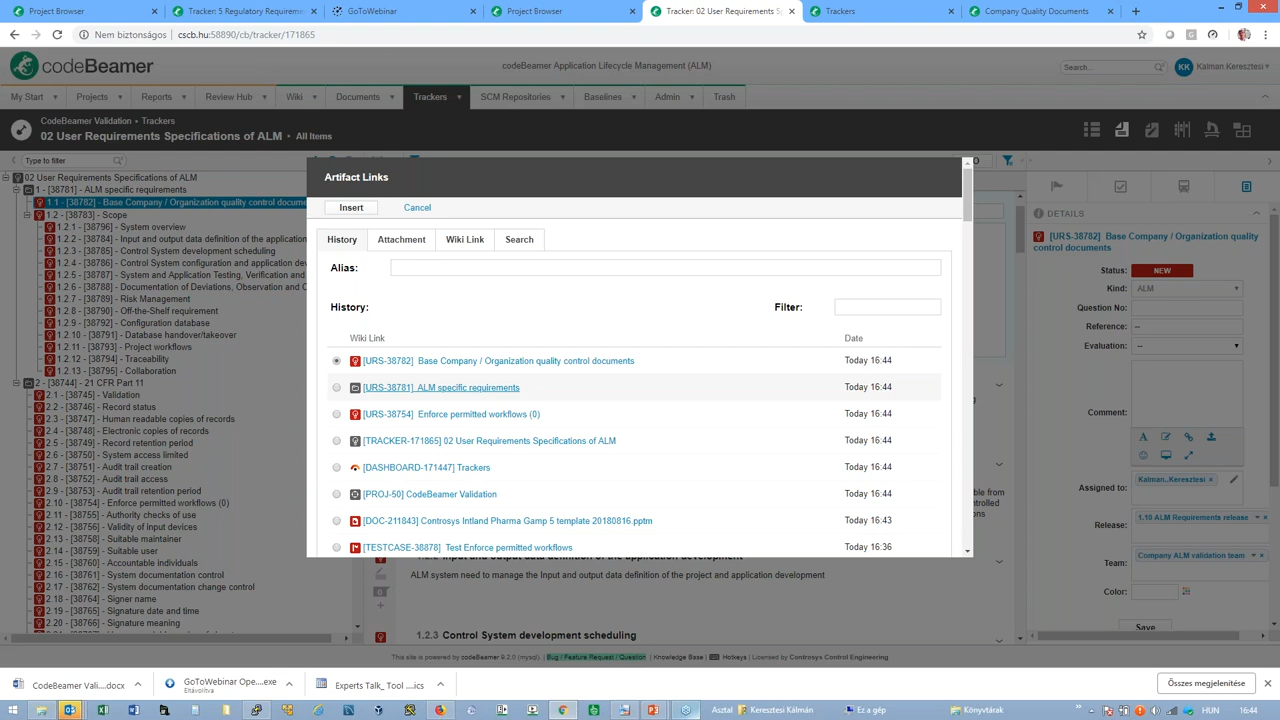 Project Browser
Tracker: 5 Regulatory Requireme
GoToWebinar
Project Browser
Tracker: 02 User Requirements S
Trackers
Company Quality Documents
Nem biztonságos | cscb.hu:58890/cb/tracker/171865
codeBeamer
codeBeamer Application Lifecycle Management (ALM)
Search...
KK
Kalman.Keresztesi
My Start
Projects
Reports
Review Hub
Wiki
Documents
Trackers
SCM Repositories
Baselines
Admin
Trash
CodeBeamer Validation • Trackers
02 User Requirements Specifications of ALM • All Items
Type to filter
02 User Requirements Specifications of ALM
1 - [38781] - ALM specific requirements
1.1 - [38782] - Base Company / Organization quality control docume
1.2 - [38783] - Scope
1.2.1 - [38796] - System overview
1.2.2 - [38784] - Input and output data definition of the application
1.2.3 - [38785] - Control System development scheduling
1.2.4 - [38786] - Control System configuration and application dev
1.2.5 - [38787] - System and Application Testing, Verification and
1.2.6 - [38788] - Documentation of Deviations, Observation and C
1.2.7 - [38789] - Risk Management
1.2.8 - [38790] - Off-the-Shelf requirement
1.2.9 - [38792] - Configuration database
1.2.10 - [38791] - Database handover/takeover
1.2.11 - [38793] - Project workflows
1.2.12 - [38794] - Traceability
1.2.13 - [38795] - Collaboration
2 - [38744] - 21 CFR Part 11
2.1 - [38745] - Validation
2.2 - [38746] - Record status
2.3 - [38747] - Human readable copies of records
2.4 - [38748] - Electronic copies of records
2.5 - [38749] - Record retention period
2.6 - [38750] - System access limited
2.7 - [38751] - Audit trail creation
2.8 - [38752] - Audit trail access
2.9 - [38753] - Audit trail retention period
2.10 - [38754] - Enforce permitted workflows (0)
2.11 - [38755] - Authority checks of use
2.12 - [38756] - Validity of input devices
2.13 - [38758] - Suitable maintainer
2.14 - [38759] - Suitable user
2.15 - [38760] - Accountable individuals
2.16 - [38761] - System documentation control
2.17 - [38762] - System documentation change control
2.18 - [38764] - Signer name
2.19 - [38765] - Signature date and time
2.20 - [38766] - Signature meaning
Artifact Links
Insert
Cancel
History
Attachment
Wiki Link
Search
Alias:
History:
Filter:
Wiki Link
Date
[URS-38782] Base Company / Organization quality control documents
Today 16:44
[URS-38781] ALM specific requirements
Today 16:44
[URS-38754] Enforce permitted workflows (0)
Today 16:44
[TRACKER-171865] 02 User Requirements Specifications of ALM
Today 16:44
[DASHBOARD-171447] Trackers
Today 16:44
[PROJ-50] CodeBeamer Validation
Today 16:44
[DOC-211843] Controsys Intland Pharma Gamp 5 template 20180816.pptm
Today 16:43
[TESTCASE-38878] Test Enforce permitted workflows
Today 16:36
ALM system need to manage the Input and output data definition of the project and application development
1.2.3 Control System development scheduling
DETAILS
[URS-38782] Base Company / Organization quality
control documents
Status:
NEW
Kind:
ALM
Question No:
Reference:
--
Evaluation:
--
Comment:
Assigned to:
Kalman..Keresztesi
Release:
1.10 ALM Requirements release
Team:
Company ALM validation team
Color:
Save
This site is powered by codeBeamer 9.2.0 (mysql). | Bug / Feature Request / Question | Knowledge Base | Hotkeys | Licensed by Controsys Control Engineering
CodeBeamer Vali....docx
GoToWebinar Ope....exe
Eltávolítva
Experts Talk_ Tool ....ics
Összes megjelenítése
Asztal
Keresztesi Kálmán
Ez a gép
Könyvtárak
HUN
16:44